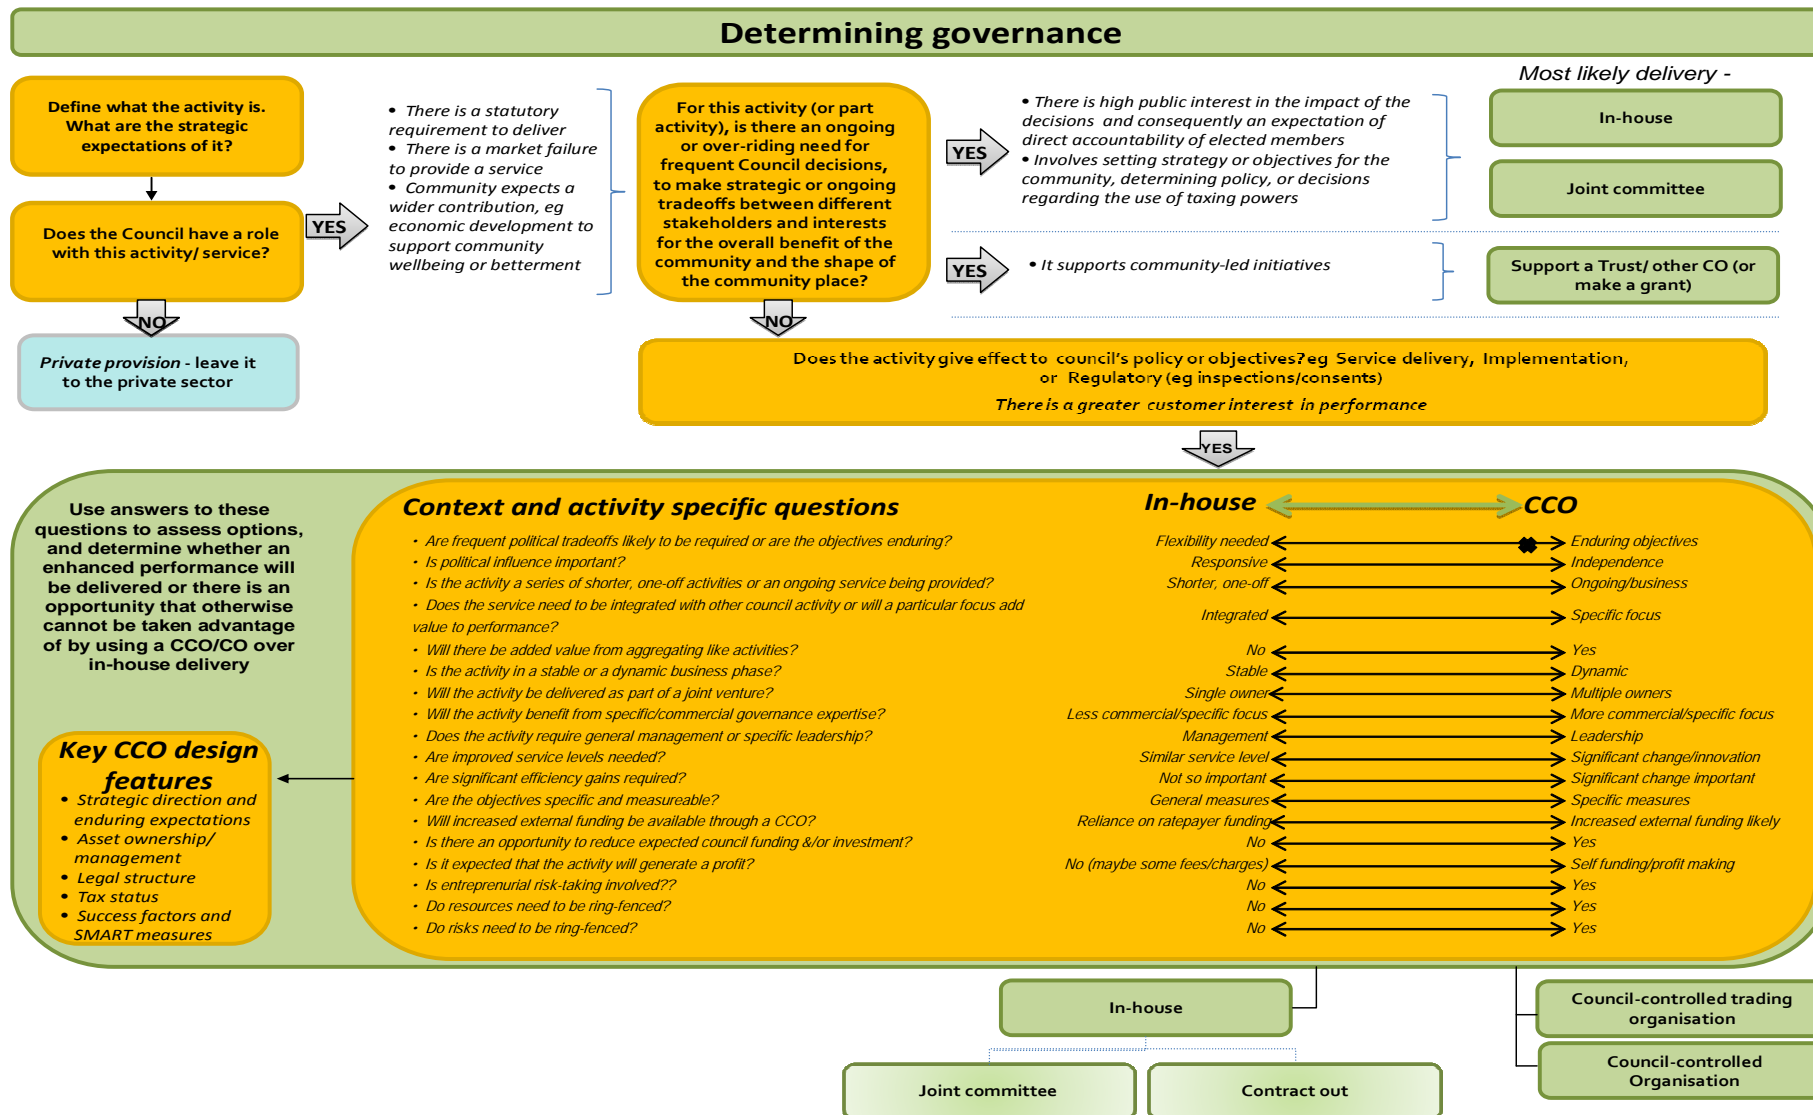 Determining governance
Define what the activity is.
What are the strategic
expectations of it?
Does the Council have a role
with this activity/ service?
YES
NO
Private provision - leave it
to the private sector
• There is a statutory
requirement to deliver
• There is a market failure
to provide a service
• Community expects a
wider contribution, eg
economic development to
support community
wellbeing or betterment
For this activity (or part
activity), is there an ongoing
or over-riding need for
frequent Council decisions,
to make strategic or ongoing
tradeoffs between different
stakeholders and interests
for the overall benefit of the
community and the shape of
the community place?
YES
• There is high public interest in the impact of the
decisions and consequently an expectation of
direct accountability of elected members
• Involves setting strategy or objectives for the
community, determining policy, or decisions
regarding the use of taxing powers
Most likely delivery -
In-house
Joint committee
YES
• It supports community-led initiatives
Support a Trust/ other CO (or
make a grant)
NO
Does the activity give effect to council's policy or objectives? eg Service delivery, Implementation,
or Regulatory (eg inspections/consents)
There is a greater customer interest in performance
YES
Use answers to these
questions to assess options,
and determine whether an
enhanced performance will
be delivered or there is an
opportunity that otherwise
cannot be taken advantage
of by using a CCO/CO over
in-house delivery
Key CCO design
features
• Strategic direction and
enduring expectations
• Asset ownership/
management
• Legal structure
• Tax status
• Success factors and
SMART measures
Context and activity specific questions In-house CCO
• Are frequent political tradeoffs likely to be required or are the objectives enduring? Flexibility needed Enduring objectives
• Is political influence important? Responsive Independence
• Is the activity a series of shorter, one-off activities or an ongoing service being provided? Shorter, one-off Ongoing/business
• Does the service need to be integrated with other council activity or will a particular focus add
value to performance? Integrated Specific focus
• Will there be added value from aggregating like activities? No Yes
• Is the activity in a stable or a dynamic business phase? Stable Dynamic
• Will the activity be delivered as part of a joint venture? Single owner Multiple owners
• Will the activity benefit from specific/commercial governance expertise? Less commercial/specific focus More commercial/specific focus
• Does the activity require general management or specific leadership? Management Leadership
• Are improved service levels needed? Similar service level Significant change/innovation
• Are significant efficiency gains required? Not so important Significant change important
• Are the objectives specific and measureable? General measures Specific measures
• Will increased external funding be available through a CCO? Reliance on ratepayer funding Increased external funding likely
• Is there an opportunity to reduce expected council funding &/or investment? No Yes
• Is it expected that the activity will generate a profit? No (maybe some fees/charges) Self funding/profit making
• Is entreprenurial risk-taking involved?? No Yes
• Do resources need to be ring-fenced? No Yes
• Do risks need to be ring-fenced? No Yes
In-house
Joint committee
Contract out
Council-controlled trading
organisation
Council-controlled
Organisation